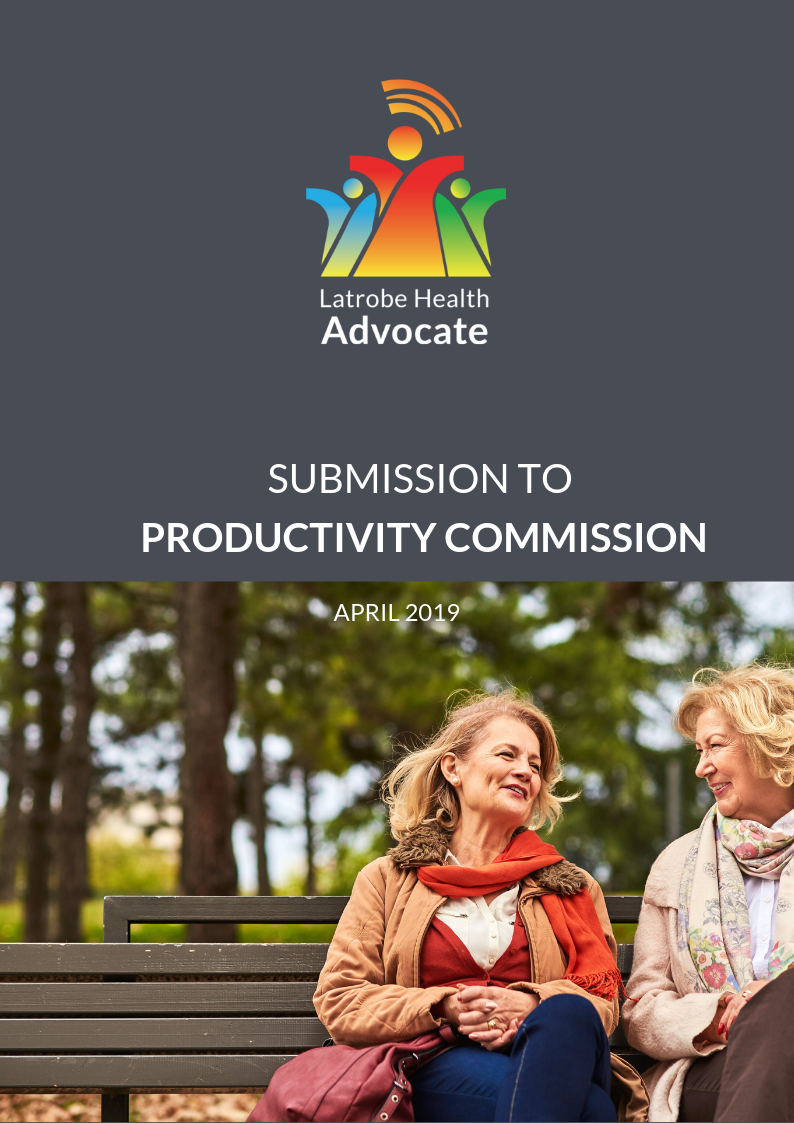 Latrobe Health
Advocate
SUBMISSION TO
PRODUCTIVITY COMMISSION
APRIL 2019